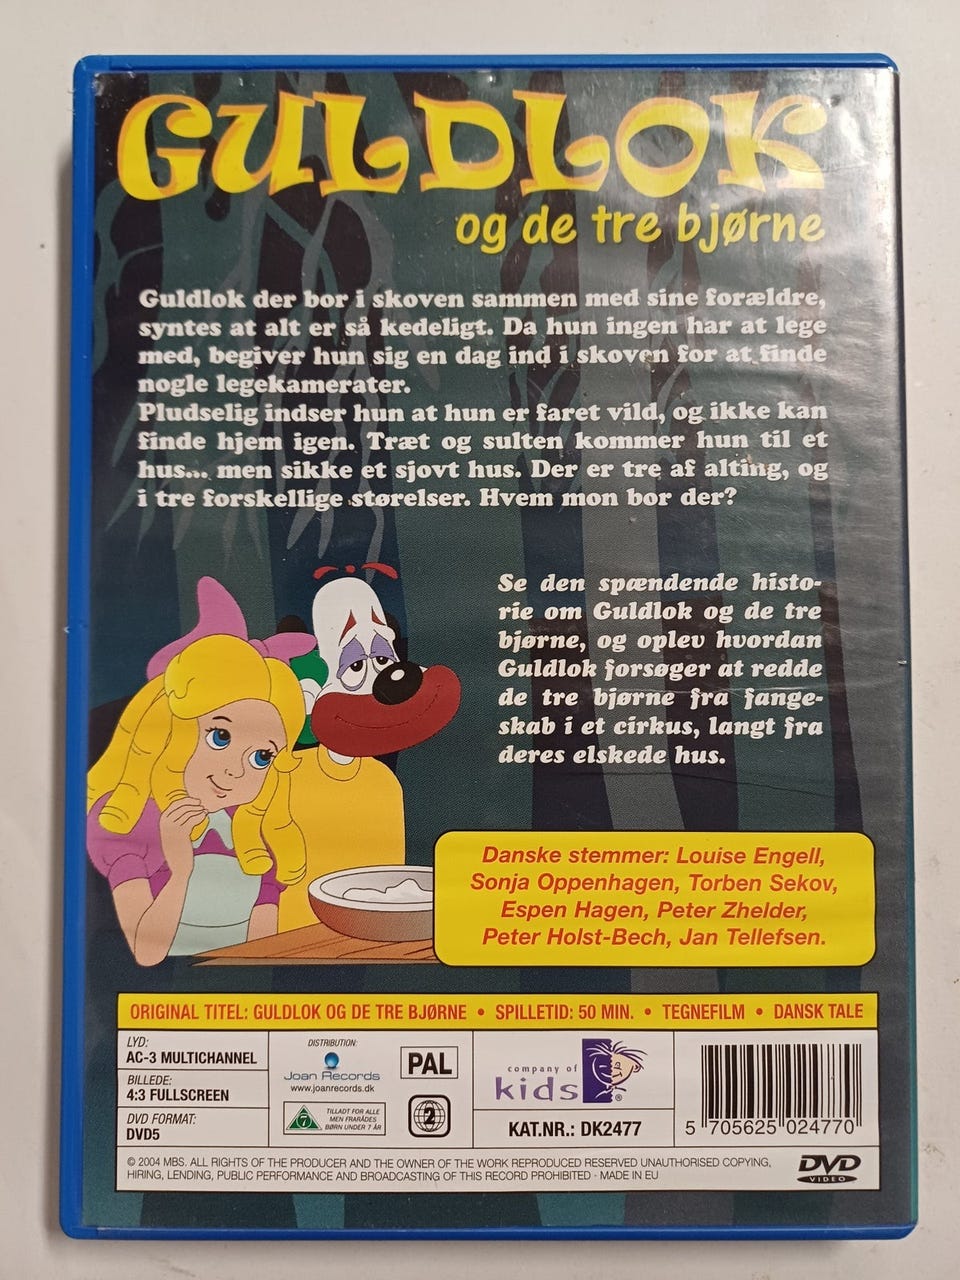 GULDLOK
og de tre bjørne
Guldlok der bor i skoven sammen med sine forældre,
syntes at alt er så kedeligt. Da hun ingen har at lege
med, begiver hun sig en dag ind i skoven for at finde
nogle legekamerater.
Pludselig indser hun at hun er faret vild, og ikke kan
finde hjem igen. Træt og sulten kommer hun til et
hus... men sikke et sjovt hus. Der er tre af alting, og
i tre forskellige størelser. Hvem mon bor der?
Se den spændende histo-
rie om Guldlok og de tre
bjørne, og oplev hvordan
Guldlok forsøger at redde
de tre bjørne fra fange-
skab i et cirkus, langt fra
deres elskede hus.
Danske stemmer: Louise Engell,
Sonja Oppenhagen, Torben Sekov,
Espen Hagen, Peter Zhelder,
Peter Holst-Bech, Jan Tellefsen.
ORIGINAL TITEL: GULDLOK OG DE TRE BJØRNE • SPILLETID: 50 MIN. • TEGNEFILM • DANSK TALE
LYD:
AC-3 MULTICHANNEL
BILLEDE:
4:3 FULLSCREEN
DVD FORMAT:
DVD5
DISTRIBUTION:
Joan Records
www.joanrecords.dk
PAL
7
TILLADT FOR ALLE
MEN FRARÅDES
BØRN UNDER 7 ÅR
2
company of
kids
®
KAT.NR.: DK2477
5 705625 024770
© 2004 MBS. ALL RIGHTS OF THE PRODUCER AND THE OWNER OF THE WORK REPRODUCED RESERVED UNAUTHORISED COPYING,
HIRING, LENDING, PUBLIC PERFORMANCE AND BROADCASTING OF THIS RECORD PROHIBITED · MADE IN EU
DVD
VIDEO